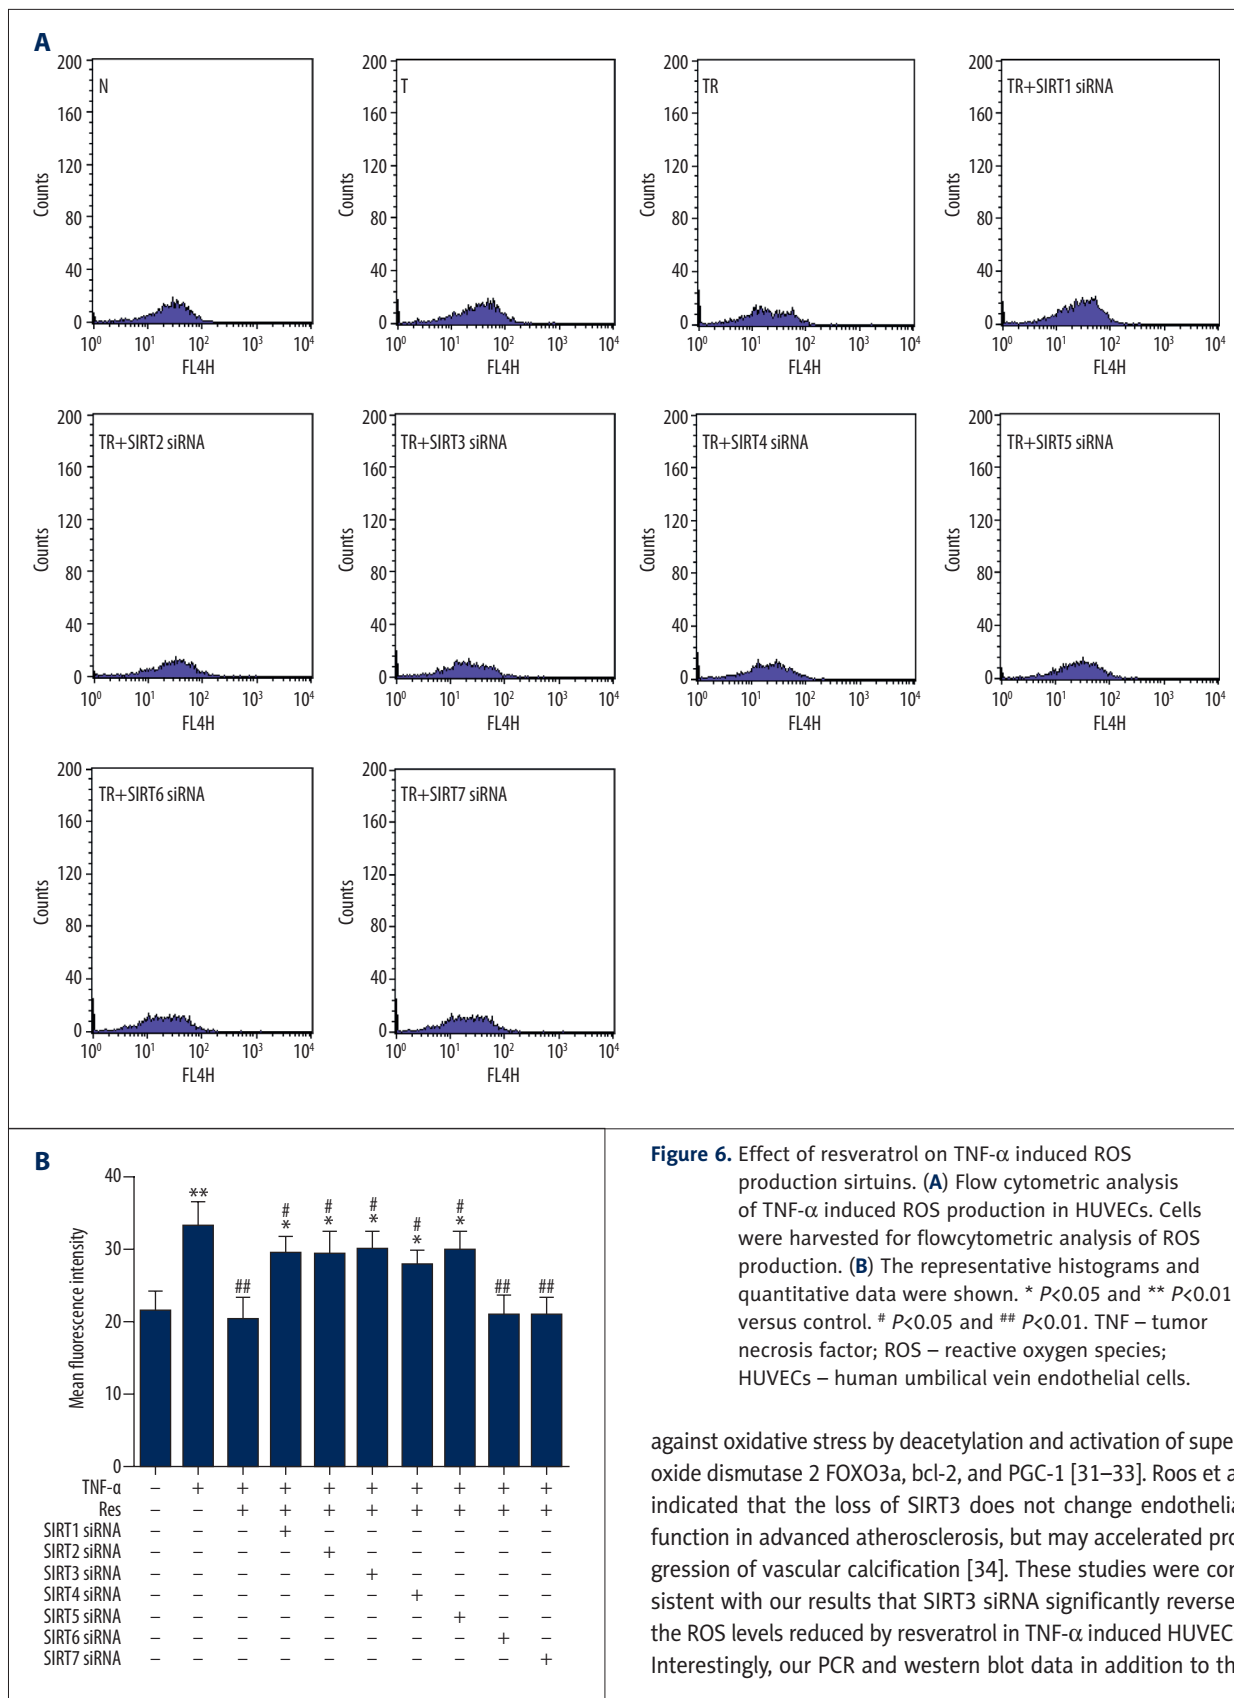 A
200
160
120
80
40
0
Counts
N
10⁰ 10¹ 10² 10³ 10⁴
FL4H
200
160
120
80
40
0
Counts
T
10⁰ 10¹ 10² 10³ 10⁴
FL4H
200
160
120
80
40
0
Counts
TR
10⁰ 10¹ 10² 10³ 10⁴
FL4H
200
160
120
80
40
0
Counts
TR+SIRT1 siRNA
10⁰ 10¹ 10² 10³ 10⁴
FL4H
200
160
120
80
40
0
Counts
TR+SIRT2 siRNA
10⁰ 10¹ 10² 10³ 10⁴
FL4H
200
160
120
80
40
0
Counts
TR+SIRT3 siRNA
10⁰ 10¹ 10² 10³ 10⁴
FL4H
200
160
120
80
40
0
Counts
TR+SIRT4 siRNA
10⁰ 10¹ 10² 10³ 10⁴
FL4H
200
160
120
80
40
0
Counts
TR+SIRT5 siRNA
10⁰ 10¹ 10² 10³ 10⁴
FL4H
200
160
120
80
40
0
Counts
TR+SIRT6 siRNA
10⁰ 10¹ 10² 10³ 10⁴
FL4H
200
160
120
80
40
0
Counts
TR+SIRT7 siRNA
10⁰ 10¹ 10² 10³ 10⁴
FL4H
B
40
30
20
10
0
Mean fluorescence intensity
** ## # * # * # * # * # * ## ##
TNF-α – + + + + + + + + +
Res – – + + + + + + + +
SIRT1 siRNA – – – + – – – – – –
SIRT2 siRNA – – – – + – – – – –
SIRT3 siRNA – – – – – + – – – –
SIRT4 siRNA – – – – – – + – – –
SIRT5 siRNA – – – – – – – + – –
SIRT6 siRNA – – – – – – – – + –
SIRT7 siRNA – – – – – – – – – +
Figure 6. Effect of resveratrol on TNF-α induced ROS
production sirtuins. (A) Flow cytometric analysis
of TNF-α induced ROS production in HUVECs. Cells
were harvested for flowcytometric analysis of ROS
production. (B) The representative histograms and
quantitative data were shown. * P<0.05 and ** P<0.01
versus control. # P<0.05 and ## P<0.01. TNF – tumor
necrosis factor; ROS – reactive oxygen species;
HUVECs – human umbilical vein endothelial cells.
against oxidative stress by deacetylation and activation of supe
oxide dismutase 2 FOXO3a, bcl-2, and PGC-1 [31–33]. Roos et a
indicated that the loss of SIRT3 does not change endothelia
function in advanced atherosclerosis, but may accelerated pro
gression of vascular calcification [34]. These studies were con
sistent with our results that SIRT3 siRNA significantly reverse
the ROS levels reduced by resveratrol in TNF-α induced HUVEC
Interestingly, our PCR and western blot data in addition to th